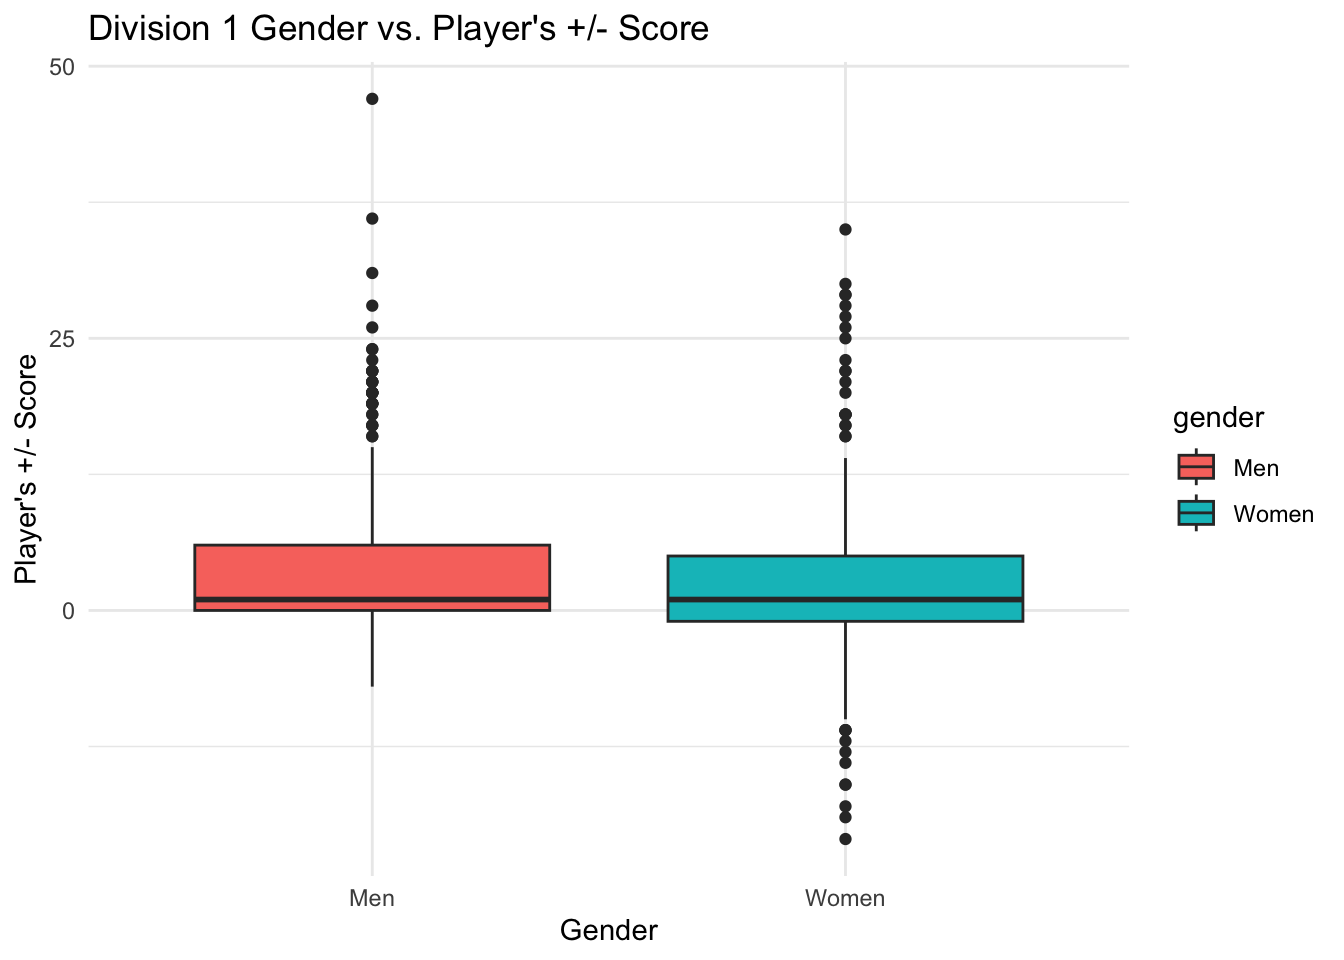 Division 1 Gender vs. Player's +/- Score
50
25
0
Player's +/- Score
Men
Women
Gender
gender
Men
Women